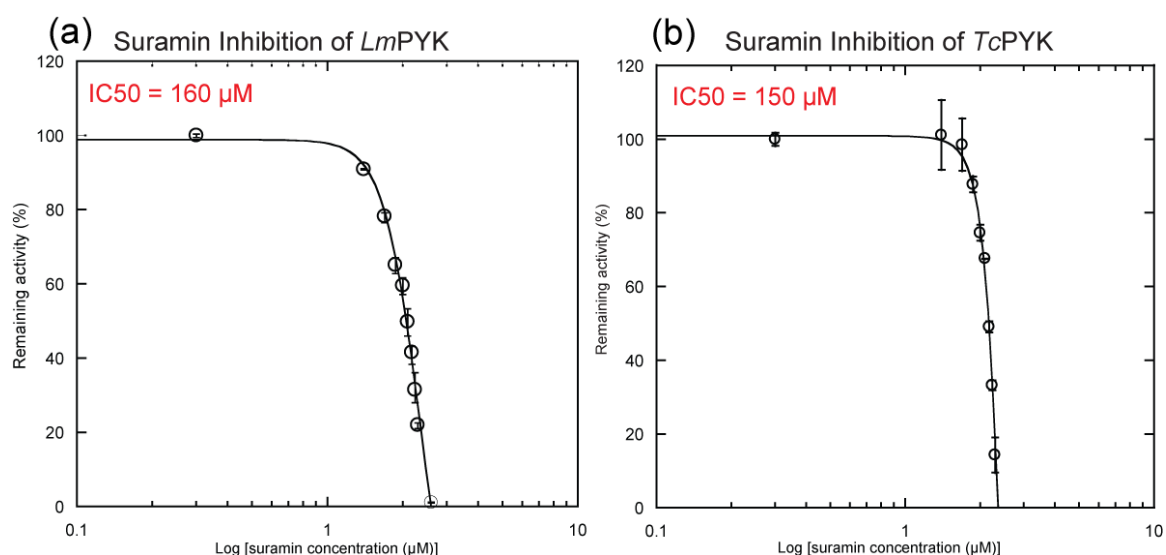 (a) Suramin Inhibition of LmPYK
IC50 = 160 µM
120
100
80
60
40
20
0
Remaining activity (%)
0.1
1
10
Log [suramin concentration (µM)]
(b) Suramin Inhibition of TcPYK
IC50 = 150 µM
120
100
80
60
40
20
0
Remaining activity (%)
0.1
1
10
Log [suramin concentration (µM)]